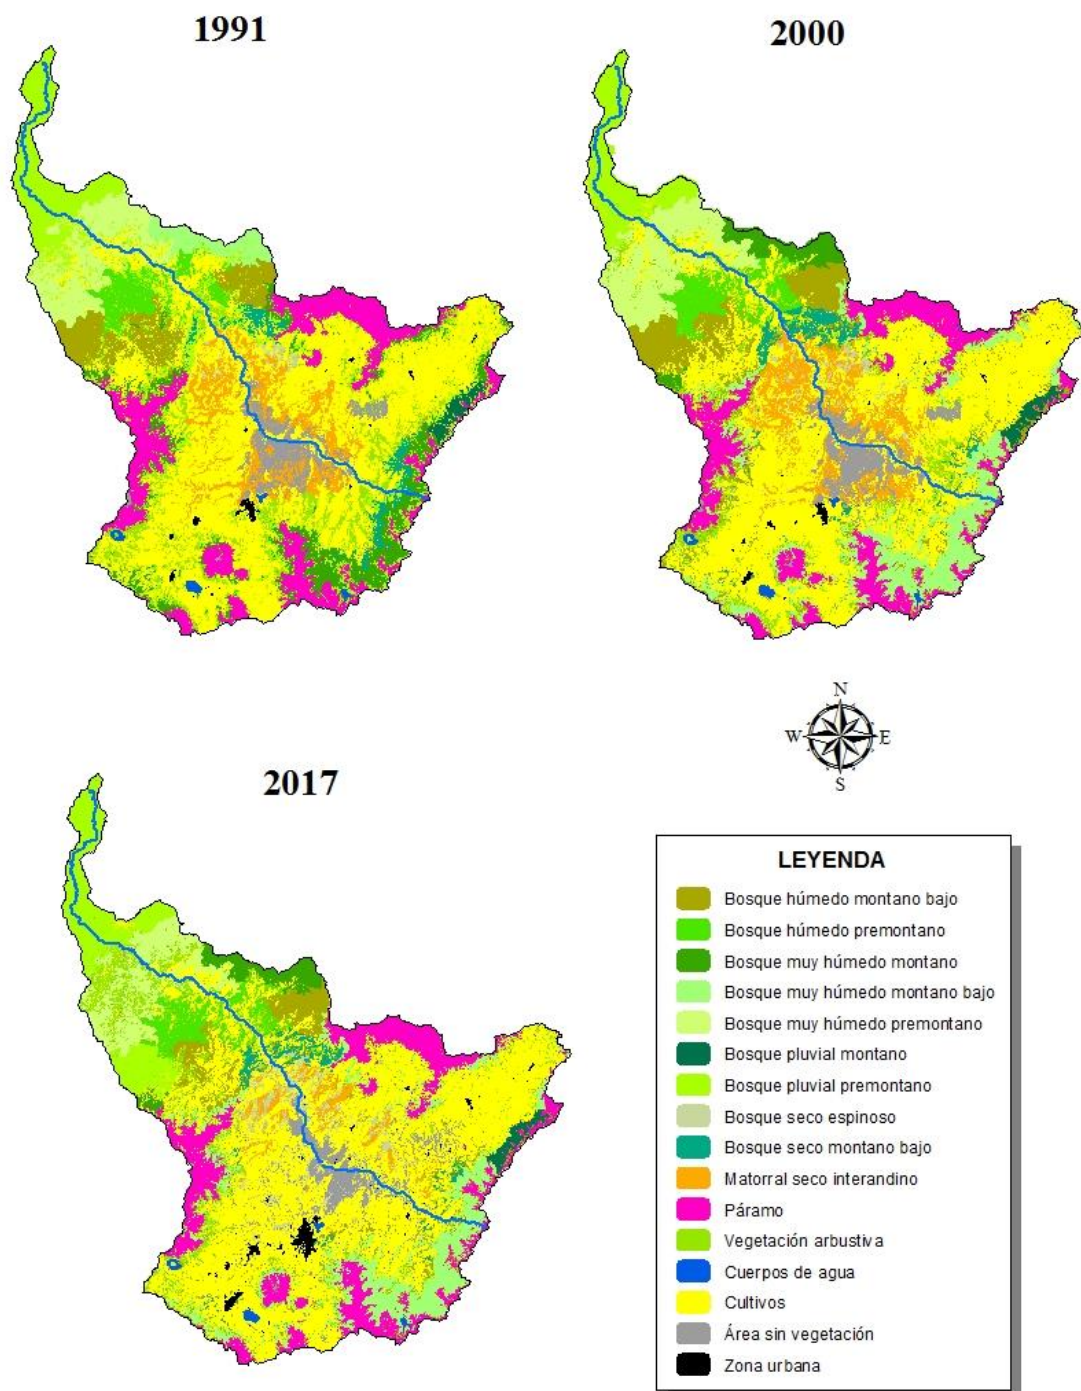 1991
2000
N
W
E
S
2017
LEYENDA
Bosque húmedo montano bajo
Bosque húmedo premontano
Bosque muy húmedo montano
Bosque muy húmedo montano bajo
Bosque muy húmedo premontano
Bosque pluvial montano
Bosque pluvial premontano
Bosque seco espinoso
Bosque seco montano bajo
Matorral seco interandino
Páramo
Vegetación arbustiva
Cuerpos de agua
Cultivos
Área sin vegetación
Zona urbana